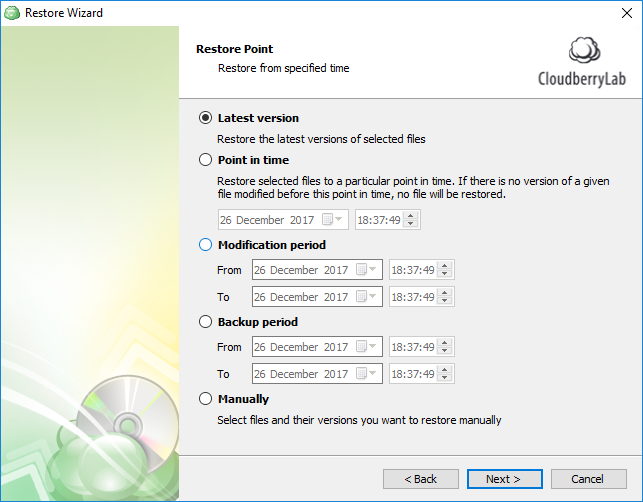 Restore Wizard
Restore Point
Restore from specified time
CloudberryLab
Latest version
Restore the latest versions of selected files
Point in time
Restore selected files to a particular point in time. If there is no version of a given
file modified before this point in time, no file will be restored.
26 December 2017 18:37:49
Modification period
From 26 December 2017 18:37:49
To 26 December 2017 18:37:49
Backup period
From 26 December 2017 18:37:49
To 26 December 2017 18:37:49
Manually
Select files and their versions you want to restore manually
< Back Next > Cancel